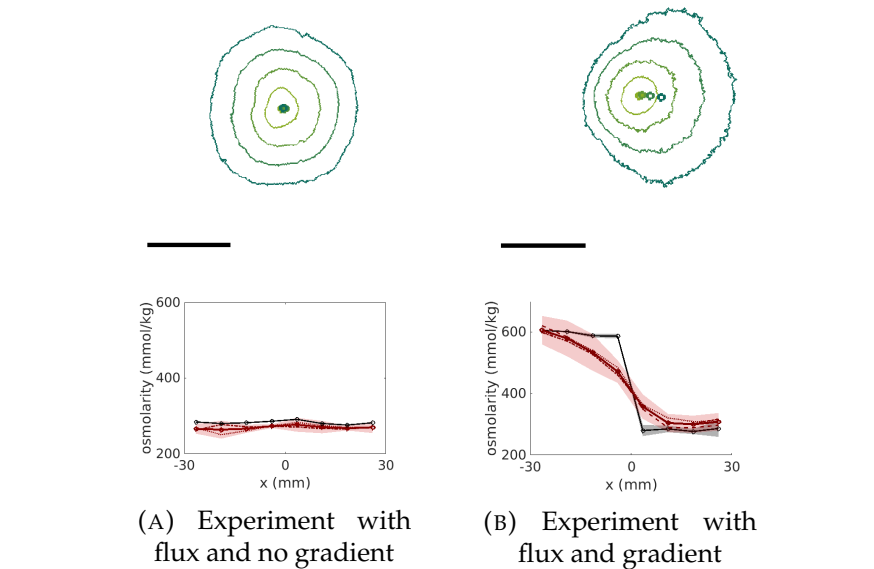 600
400
200
osmolarity (mmol/kg)
-30
0
30
x (mm)
(A) Experiment with
flux and no gradient
600
400
200
osmolarity (mmol/kg)
-30
0
30
x (mm)
(B) Experiment with
flux and gradient